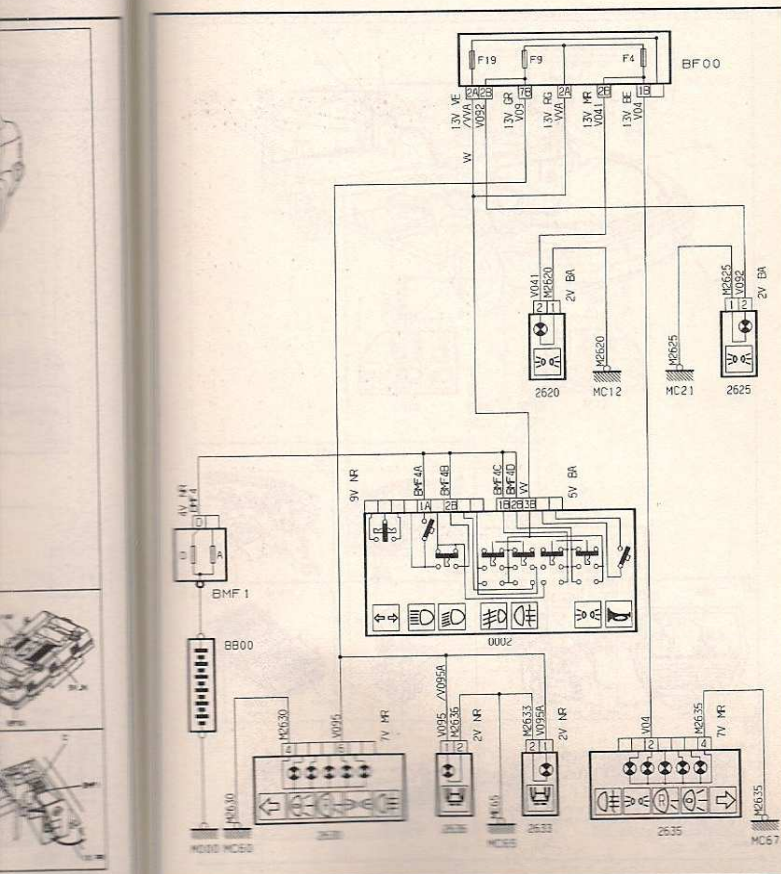 BF00
F19
F9
F4
2A
2B
7B
2A
2B
1B
13V VE
/VVA
V092
13V GR
V09
13V RG
VVA
13V MR
V041
13V BE
V04
VV
V041
M2620
2V BA
2
1
M2620
MC12
2620
M2625
V092
2V BA
1
2
M2625
MC21
2625
4V NR
BMF4
D
D
A
BMF1
BB00
9V NR
BMF4A
BMF4B
BMF4C
BMF4D
VV
5V BA
1A
2B
1B
2B
3B
0002
M2630
V095
7V MR
4
6
M2630
M000
MC60
2630
V095
/V095A
M2636
2V NR
1
2
2636
MC65
M2633
V095A
2V NR
2
1
2633
V04
M2635
7V MR
2
4
R
2635
M2635
MC67